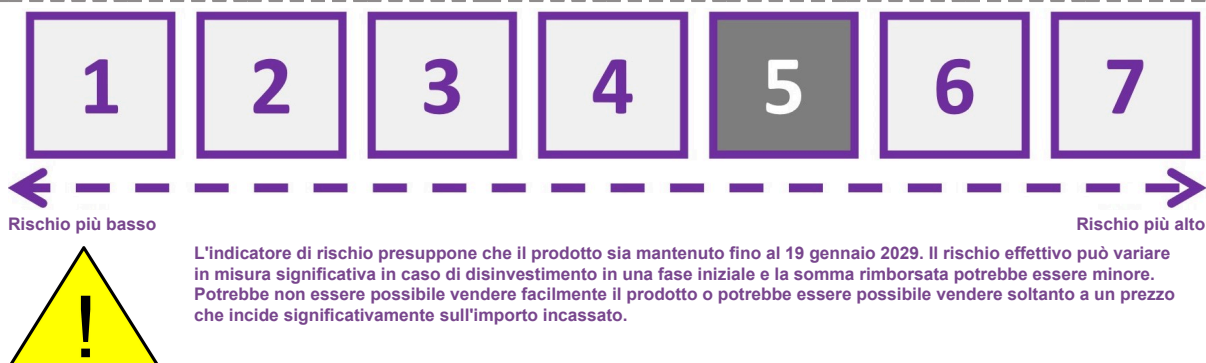 1 2 3 4 5 6 7
Rischio più basso Rischio più alto
L'indicatore di rischio presuppone che il prodotto sia mantenuto fino al 19 gennaio 2029. Il rischio effettivo può variare
in misura significativa in caso di disinvestimento in una fase iniziale e la somma rimborsata potrebbe essere minore.
Potrebbe non essere possibile vendere facilmente il prodotto o potrebbe essere possibile vendere soltanto a un prezzo
che incide significativamente sull'importo incassato.
!